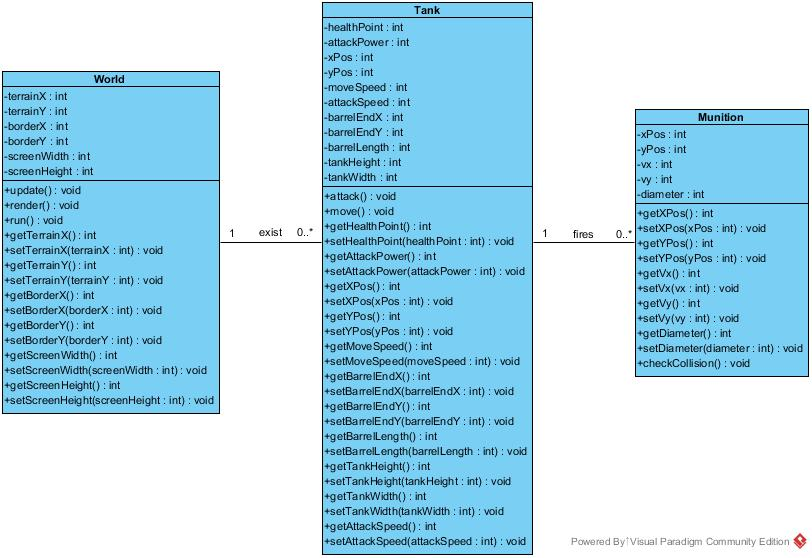 World
-terrainX : int
-terrainY : int
-borderX : int
-borderY : int
-screenWidth : int
-screenHeight : int
+update() : void
+render() : void
+run() : void
+getTerrainX() : int
+setTerrainX(terrainX : int) : void
+getTerrainY() : int
+setTerrainY(terrainY : int) : void
+getBorderX() : int
+setBorderX(borderX : int) : void
+getBorderY() : int
+setBorderY(borderY : int) : void
+getScreenWidth() : int
+setScreenWidth(screenWidth : int) : void
+getScreenHeight() : int
+setScreenHeight(screenHeight : int) : void
1 exist 0..*
Tank
-healthPoint : int
-attackPower : int
-xPos : int
-yPos : int
-moveSpeed : int
-attackSpeed : int
-barrelEndX : int
-barrelEndY : int
-barrelLength : int
-tankHeight : int
-tankWidth : int
+attack() : void
+move() : void
+getHealthPoint() : int
+setHealthPoint(healthPoint : int) : void
+getAttackPower() : int
+setAttackPower(attackPower : int) : void
+getXPos() : int
+setXPos(xPos : int) : void
+getYPos() : int
+setYPos(yPos : int) : void
+getMoveSpeed() : int
+setMoveSpeed(moveSpeed : int) : void
+getBarrelEndX() : int
+setBarrelEndX(barrelEndX : int) : void
+getBarrelEndY() : int
+setBarrelEndY(barrelEndY : int) : void
+getBarrelLength() : int
+setBarrelLength(barrelLength : int) : void
+getTankHeight() : int
+setTankHeight(tankHeight : int) : void
+getTankWidth() : int
+setTankWidth(tankWidth : int) : void
+getAttackSpeed() : int
+setAttackSpeed(attackSpeed : int) : void
1 fires 0..*
Munition
-xPos : int
-yPos : int
-vx : int
-vy : int
-diameter : int
+getXPos() : int
+setXPos(xPos : int) : void
+getYPos() : int
+setYPos(yPos : int) : void
+getVx() : int
+setVx(vx : int) : void
+getVy() : int
+setVy(vy : int) : void
+getDiameter() : int
+setDiameter(diameter : int) : void
+checkCollision() : void
Powered By Visual Paradigm Community Edition